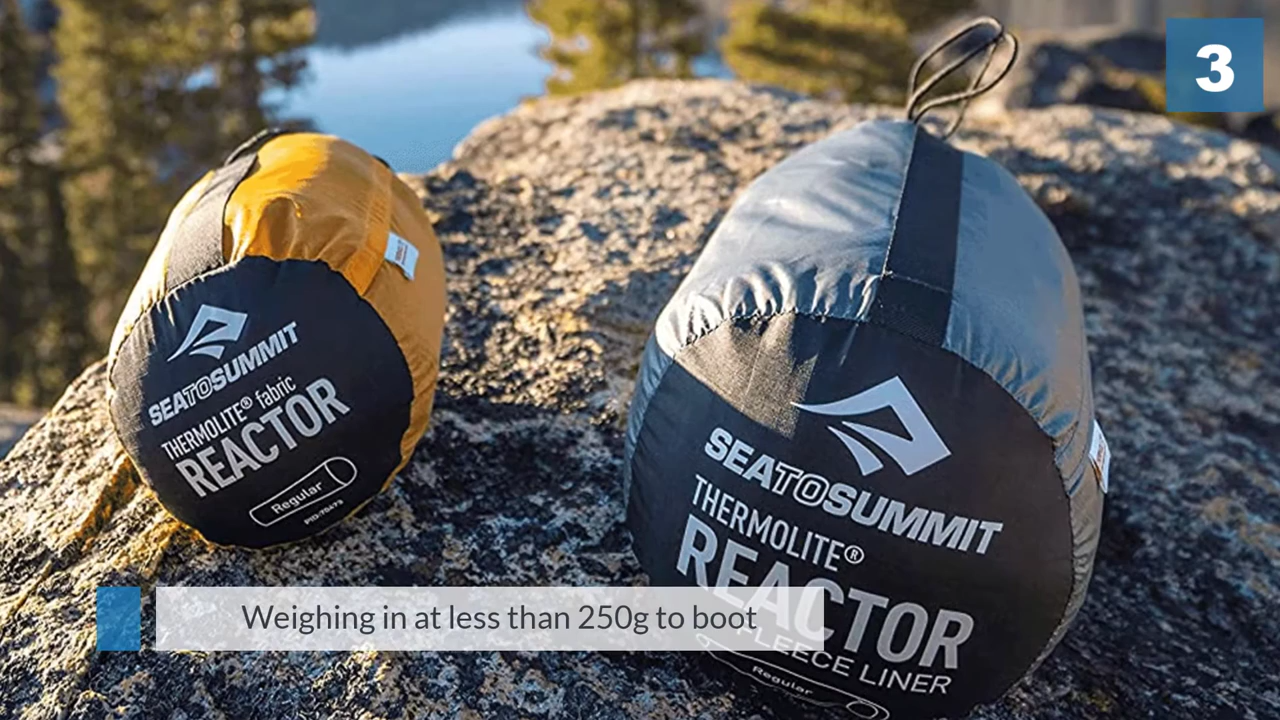 3
SEATOSUMMIT
THERMOLITE® fabric
REACTOR
Regular
SEATOSUMMIT
THERMOLITE®
REACTOR
FLEECE LINER
Regular
Weighing in at less than 250g to boot